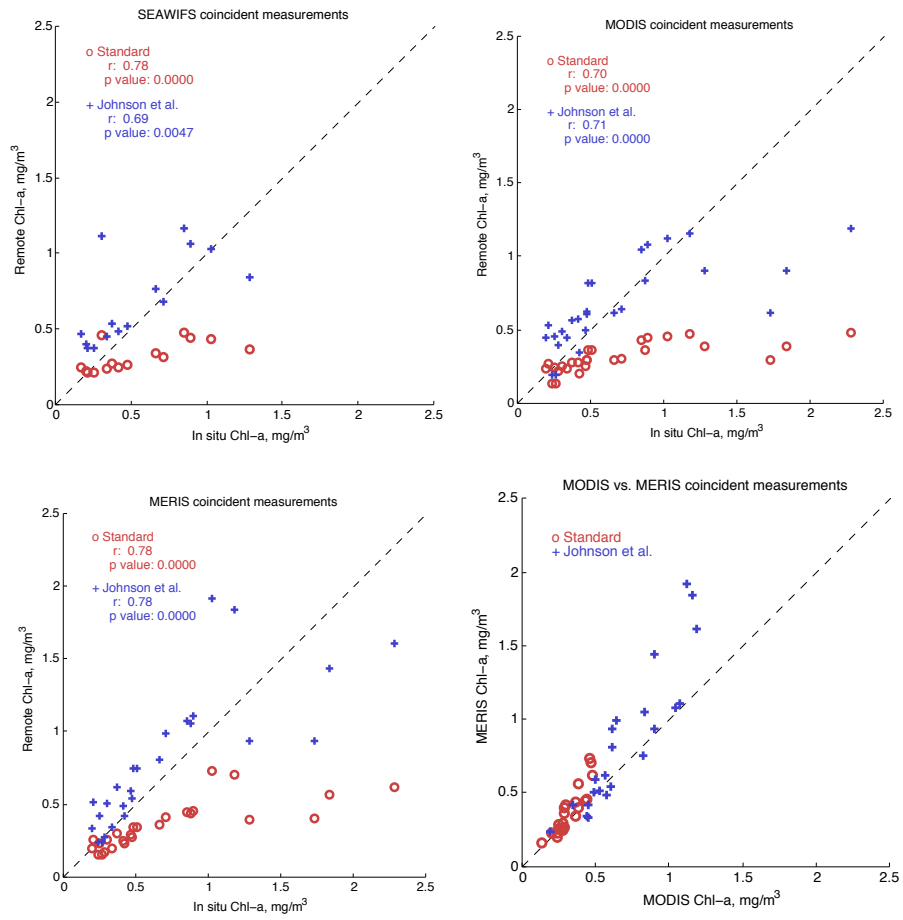 SEAWIFS coincident measurements
2.5
2
1.5
1
0.5
0
0
0.5
1
1.5
2
2.5
Remote Chl−a, mg/m³
In situ Chl−a, mg/m³
o Standard
r: 0.78
p value: 0.0000
+ Johnson et al.
r: 0.69
p value: 0.0047
MODIS coincident measurements
2.5
2
1.5
1
0.5
0
0
0.5
1
1.5
2
2.5
Remote Chl−a, mg/m³
In situ Chl−a, mg/m³
o Standard
r: 0.70
p value: 0.0000
+ Johnson et al.
r: 0.71
p value: 0.0000
MERIS coincident measurements
2.5
2
1.5
1
0.5
0
0
0.5
1
1.5
2
2.5
Remote Chl−a, mg/m³
In situ Chl−a, mg/m³
o Standard
r: 0.78
p value: 0.0000
+ Johnson et al.
r: 0.78
p value: 0.0000
MODIS vs. MERIS coincident measurements
2.5
2
1.5
1
0.5
0
0
0.5
1
1.5
2
2.5
MERIS Chl−a, mg/m³
MODIS Chl−a, mg/m³
o Standard
+ Johnson et al.